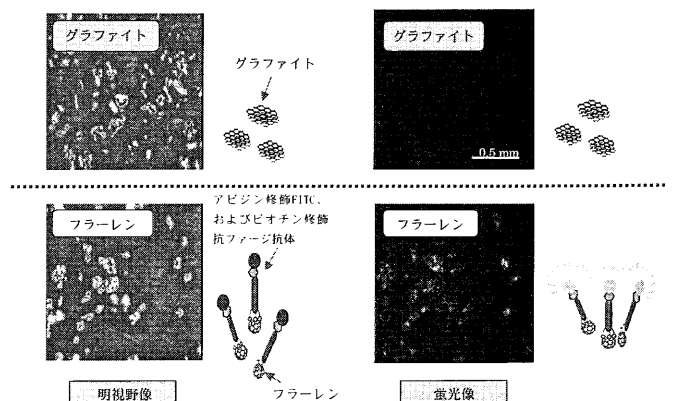 グラファイト
グラファイト
グラファイト
0.5 mm
アビジン修飾FITC、
およびビオチン修飾
抗ファージ抗体
フラーレン
フラーレン
フラーレン
明視野像
蛍光像